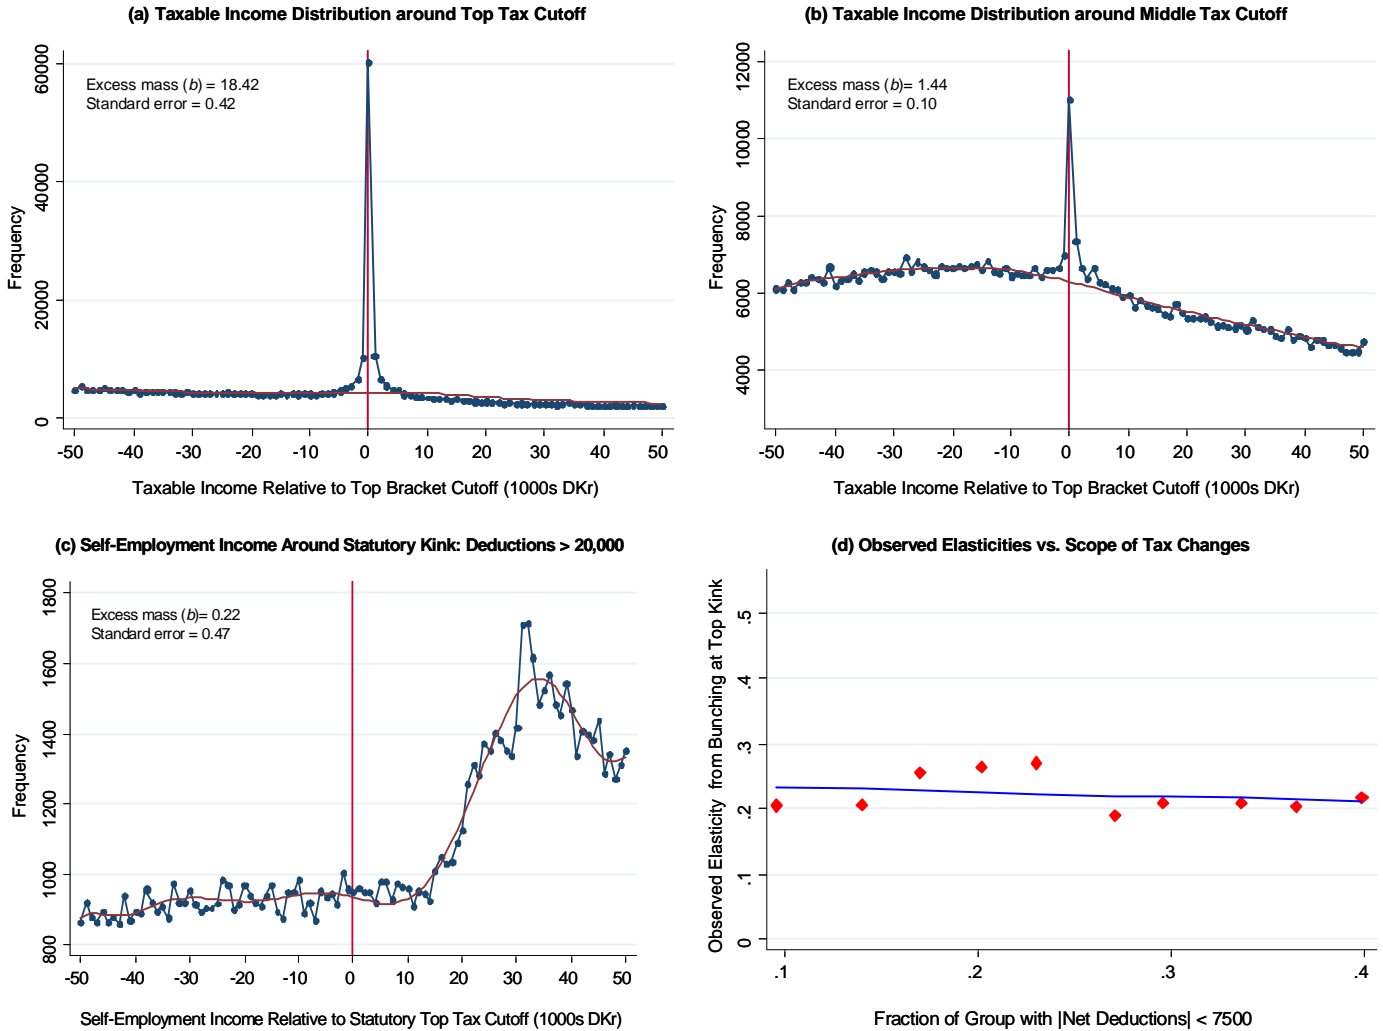 (a) Taxable Income Distribution around Top Tax Cutoff
Excess mass (b) = 18.42
Standard error = 0.42
Frequency
60000
40000
20000
0
-50 -40 -30 -20 -10 0 10 20 30 40 50
Taxable Income Relative to Top Bracket Cutoff (1000s DKr)
(b) Taxable Income Distribution around Middle Tax Cutoff
Excess mass (b)= 1.44
Standard error = 0.10
Frequency
12000
10000
8000
6000
4000
-50 -40 -30 -20 -10 0 10 20 30 40 50
Taxable Income Relative to Top Bracket Cutoff (1000s DKr)
(c) Self-Employment Income Around Statutory Kink: Deductions > 20,000
Excess mass (b)= 0.22
Standard error = 0.47
Frequency
1800
1600
1400
1200
1000
800
-50 -40 -30 -20 -10 0 10 20 30 40 50
Self-Employment Income Relative to Statutory Top Tax Cutoff (1000s DKr)
(d) Observed Elasticities vs. Scope of Tax Changes
Observed Elasticity from Bunching at Top Kink
.5
.4
.3
.2
.1
0
.1 .2 .3 .4
Fraction of Group with |Net Deductions| < 7500